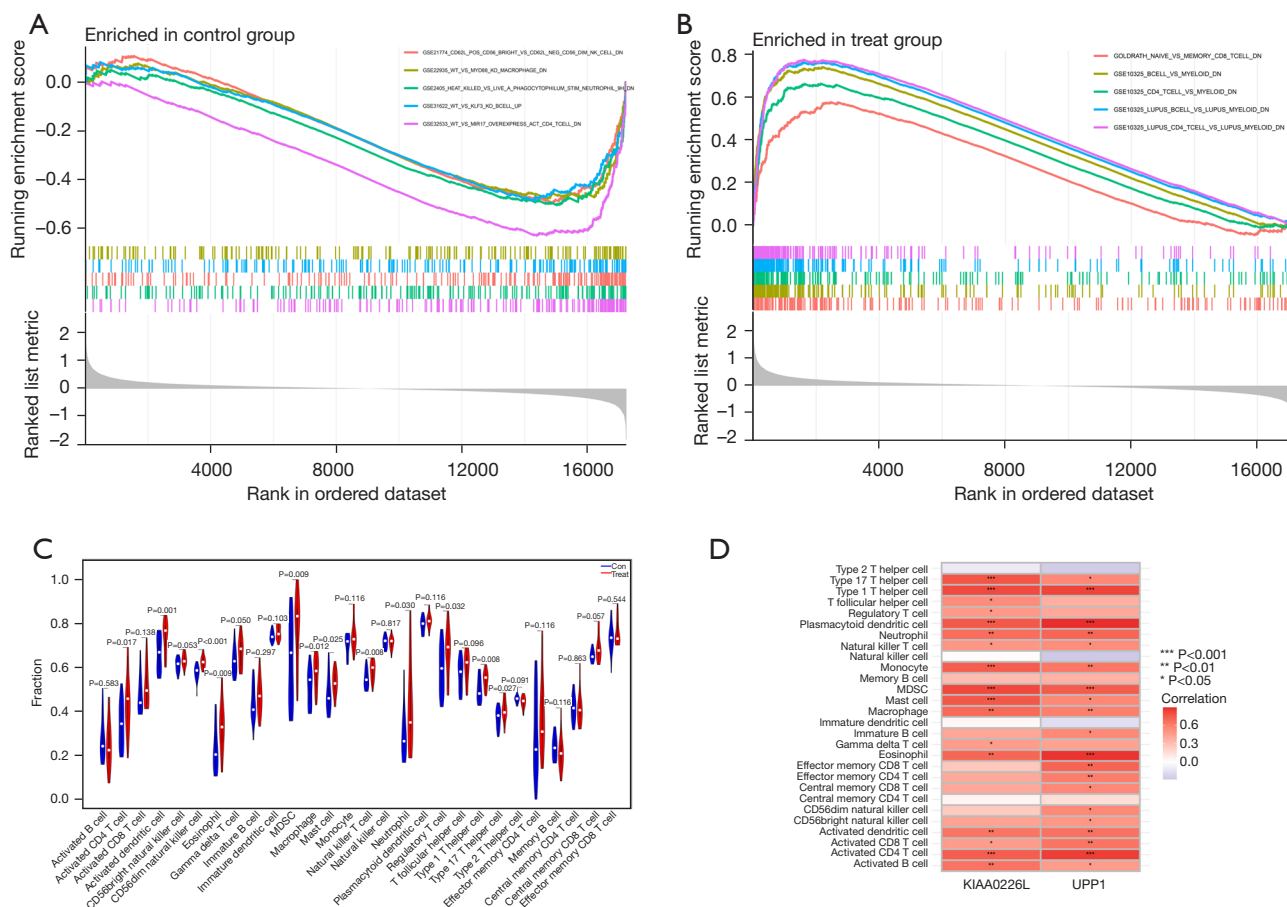 A
Enriched in control group
GSE21774_CD62L_POS_CD56_BRIGHT_VS_CD62L_NEG_CD56_DIM_NK_CELL_DN
GSE22935_WT_VS_MYD88_KO_MACROPHAGE_DN
GSE2405_HEAT_KILLED_VS_LIVE_A_PHAGOCYTOPHILUM_STIM_NEUTROPHIL_9H_DN
GSE31622_WT_VS_KLF3_KO_BCELL_UP
GSE32533_WT_VS_MIR17_OVEREXPRESS_ACT_CD4_TCELL_DN
Running enrichment score
0.0
−0.2
−0.4
−0.6
Ranked list metric
2
1
0
−1
−2
4000
8000
12000
16000
Rank in ordered dataset
B
Enriched in treat group
GOLDRATH_NAIVE_VS_MEMORY_CD8_TCELL_DN
GSE10325_BCELL_VS_MYELOID_DN
GSE10325_CD4_TCELL_VS_MYELOID_DN
GSE10325_LUPUS_BCELL_VS_LUPUS_MYELOID_DN
GSE10325_LUPUS_CD4_TCELL_VS_LUPUS_MYELOID_DN
Running enrichment score
0.8
0.6
0.4
0.2
0.0
Ranked list metric
2
1
0
−1
−2
4000
8000
12000
16000
Rank in ordered dataset
C
Con
Treat
Fraction
1.0
0.8
0.6
0.4
0.2
0.0
P=0.583
P=0.017
P=0.138
P=0.001
P=0.053
P<0.001
P=0.009
P=0.050
P=0.297
P=0.103
P=0.009
P=0.012
P=0.025
P=0.116
P=0.008
P=0.817
P=0.030
P=0.116
P=0.032
P=0.096
P=0.008
P=0.027
P=0.091
P=0.116
P=0.116
P=0.863
P=0.057
P=0.544
Activated B cell
Activated CD4 T cell
Activated CD8 T cell
Activated dendritic cell
CD56bright natural killer cell
CD56dim natural killer cell
Eosinophil
Gamma delta T cell
Immature B cell
Immature dendritic cell
MDSC
Macrophage
Mast cell
Monocyte
Natural killer T cell
Natural killer cell
Neutrophil
Plasmacytoid dendritic cell
Regulatory T cell
T follicular helper cell
Type 1 T helper cell
Type 17 T helper cell
Type 2 T helper cell
Effector memory CD4 T cell
Memory B cell
Central memory CD4 T cell
Central memory CD8 T cell
Effector memory CD8 T cell
D
Type 2 T helper cell
Type 17 T helper cell *** *
Type 1 T helper cell *** ***
T follicular helper cell *
Regulatory T cell *
Plasmacytoid dendritic cell *** ***
Neutrophil ** **
Natural killer T cell * *
Natural killer cell
Monocyte *** **
Memory B cell
MDSC *** ***
Mast cell *** *
Macrophage ** **
Immature dendritic cell
Immature B cell *
Gamma delta T cell *
Eosinophil ** ***
Effector memory CD8 T cell **
Effector memory CD4 T cell **
Central memory CD8 T cell *
Central memory CD4 T cell
CD56dim natural killer cell *
CD56bright natural killer cell *
Activated dendritic cell ** **
Activated CD8 T cell * **
Activated CD4 T cell *** ***
Activated B cell ** *
KIAA0226L
UPP1
*** P<0.001
** P<0.01
* P<0.05
Correlation
0.6
0.3
0.0